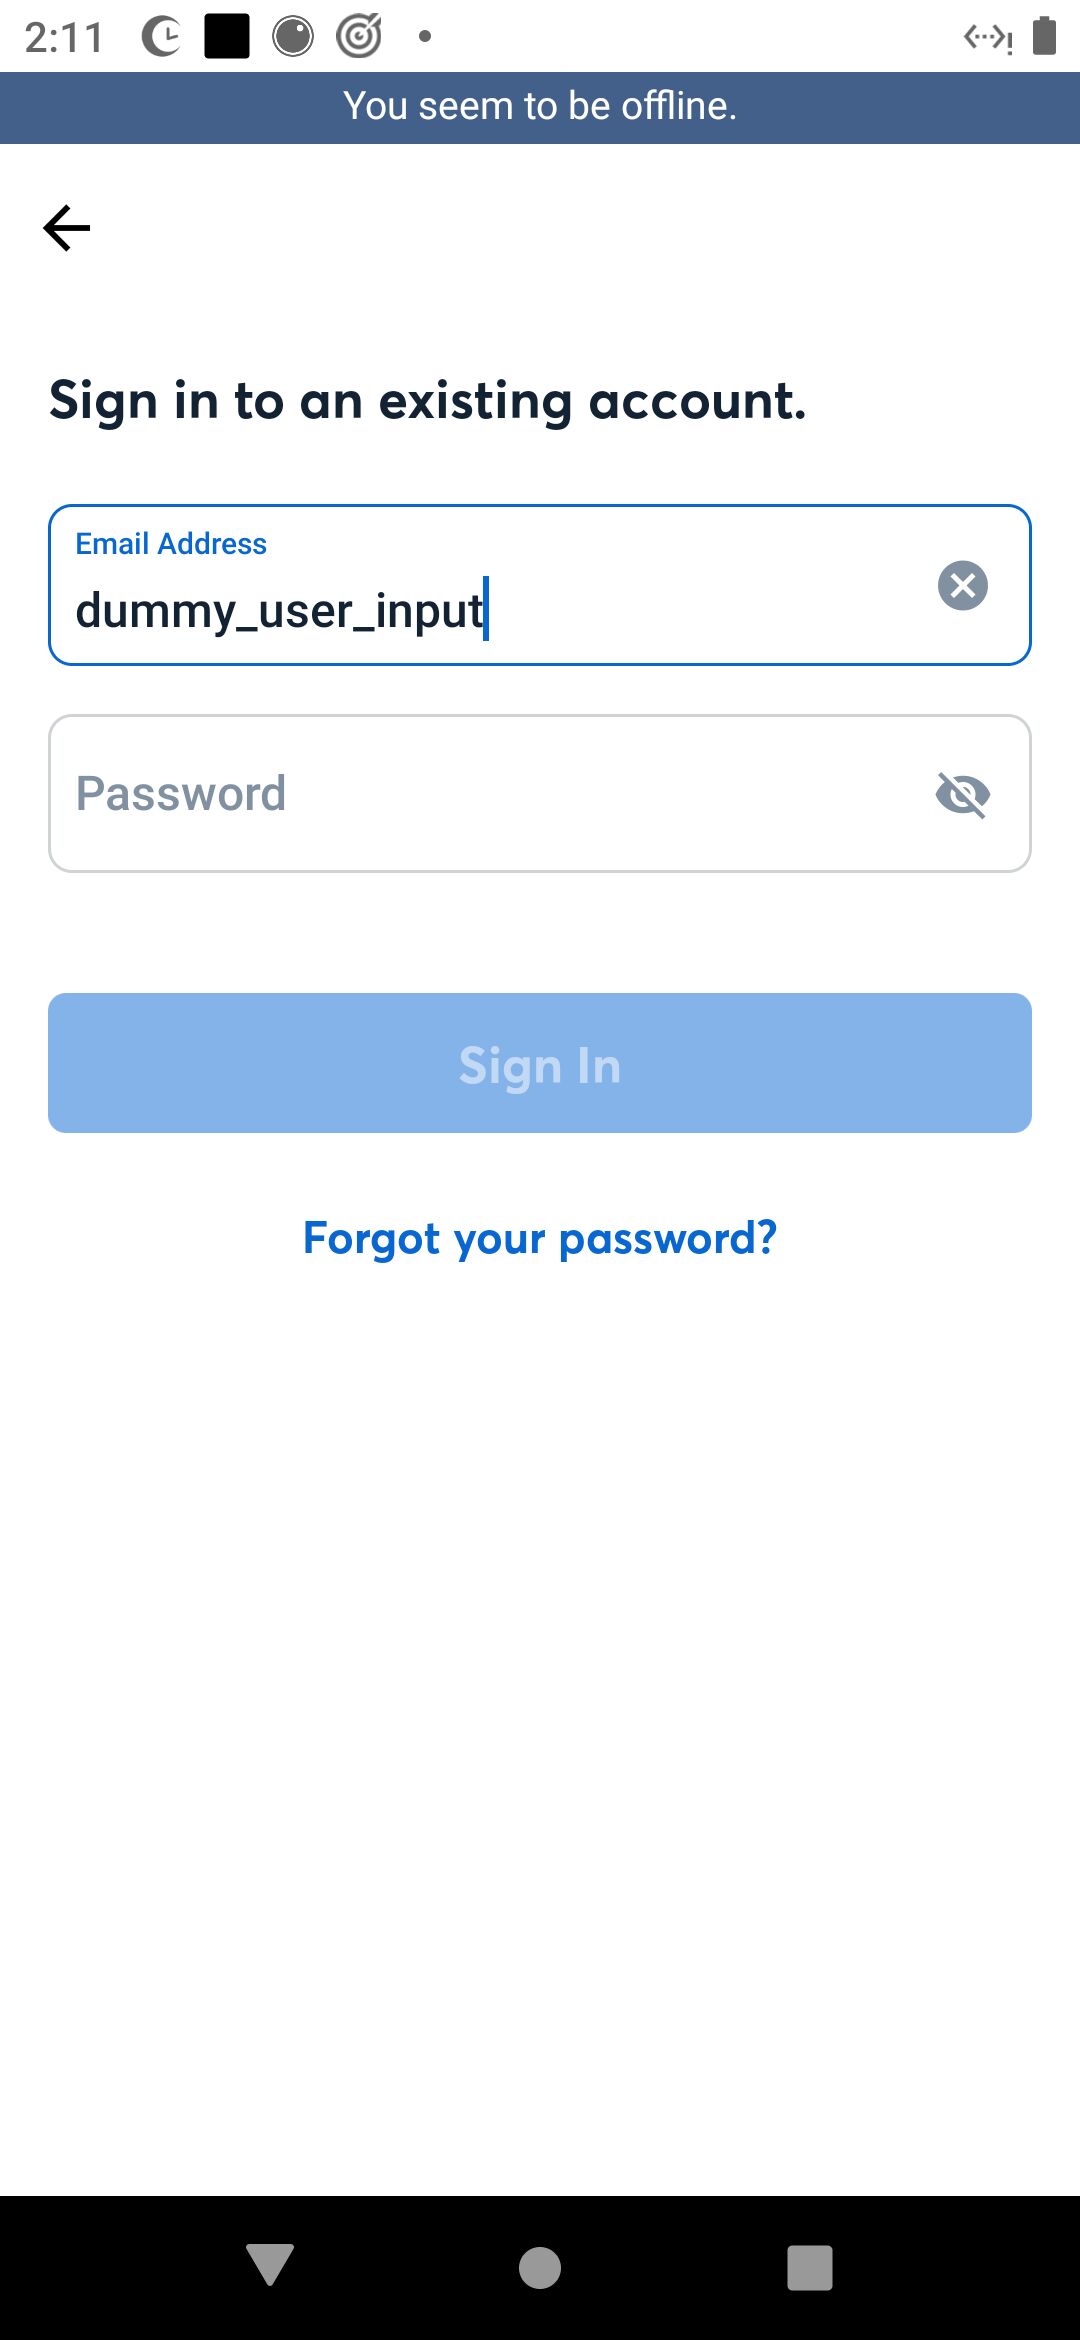 2:11
You seem to be offline.
Sign in to an existing account.
Email Address
dummy_user_input
Password
Sign In
Forgot your password?